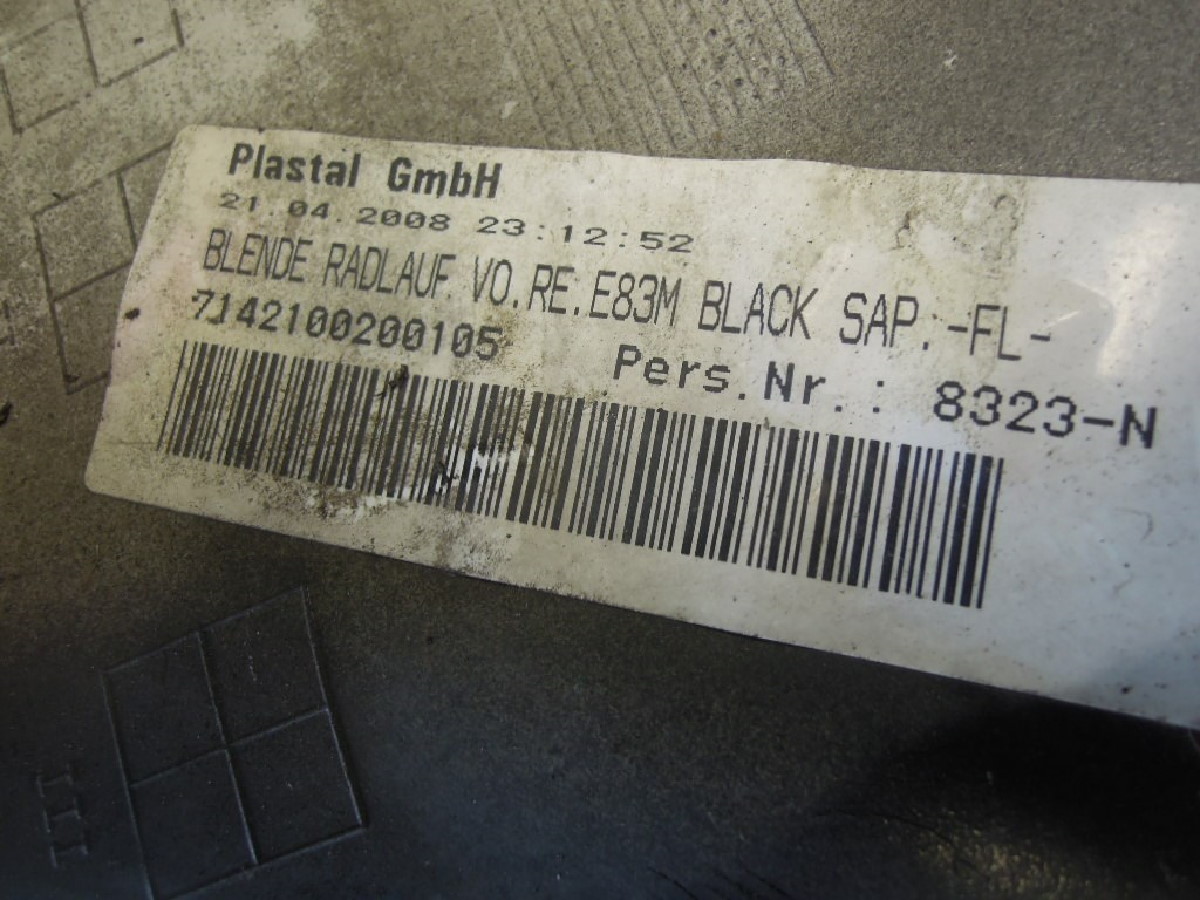 Plastal GmbH
21.04.2008 23:12:52
BLENDE RADLAUF VO.RE.E83M BLACK SAP. -FL-
7142100200105
Pers.Nr.: 8323-N